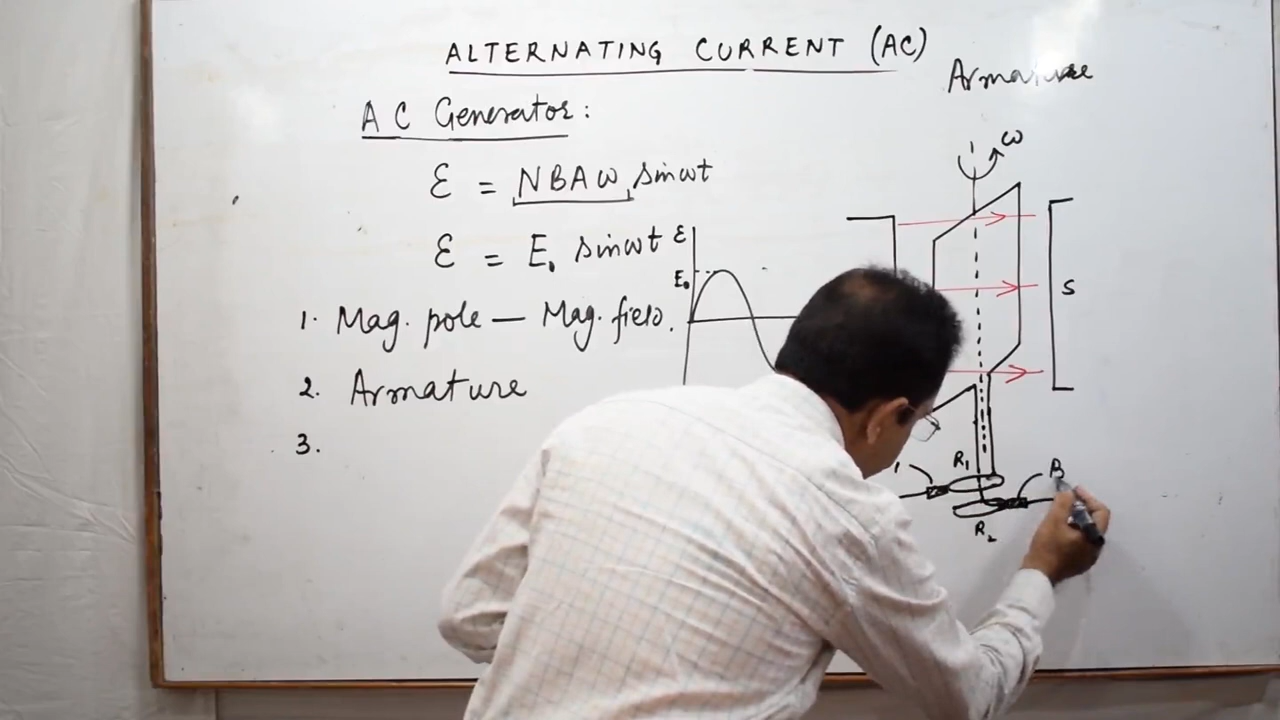 ALTERNATING CURRENT (AC)
Armature
AC Generator:
ω
ε = NBAω sinωt
ε = E₀ sinωt
ε
E₀
S
1. Mag. pole — Mag. field.
2. Armature
3.
R₁
B
R₂